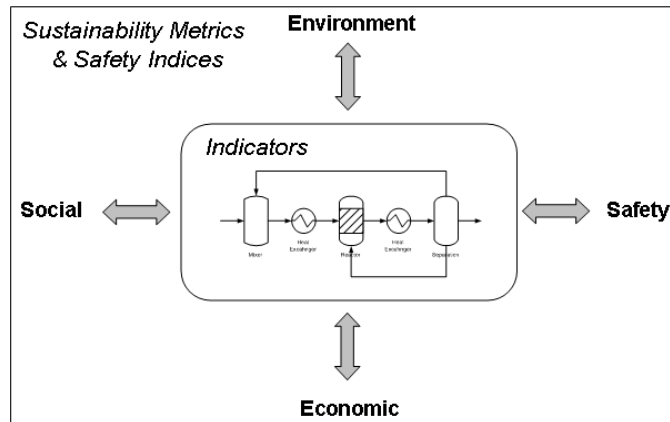 Sustainability Metrics
& Safety Indices
Environment
Indicators
Social
Safety
Mixer
Heat
Exchanger
Reactor
Heat
Exchanger
Separation
Economic